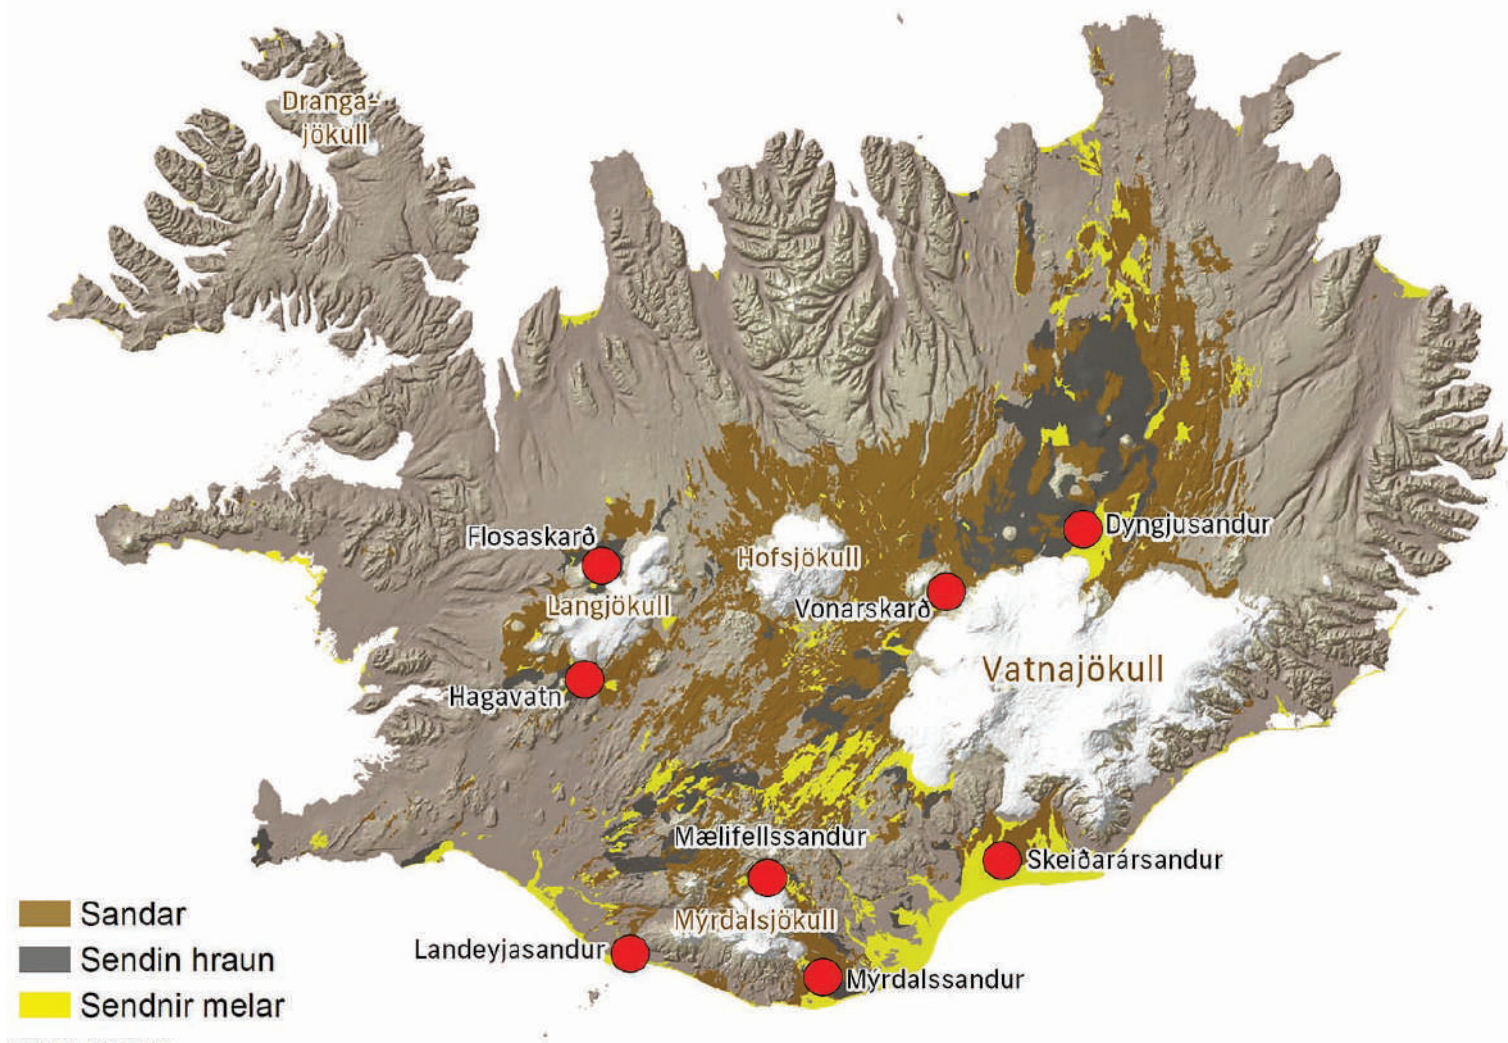 Dranga-
jökull
Flosaskarð
Hofsjökull
Dyngjusandur
Langjökull
Vonarskarð
Vatnajökull
Hagavatn
Mælifellssandur
Skeiðarársandur
Mýrdalsjökull
Landeyjasandur
Mýrdalssandur
Sandar
Sendin hraun
Sendnir melar